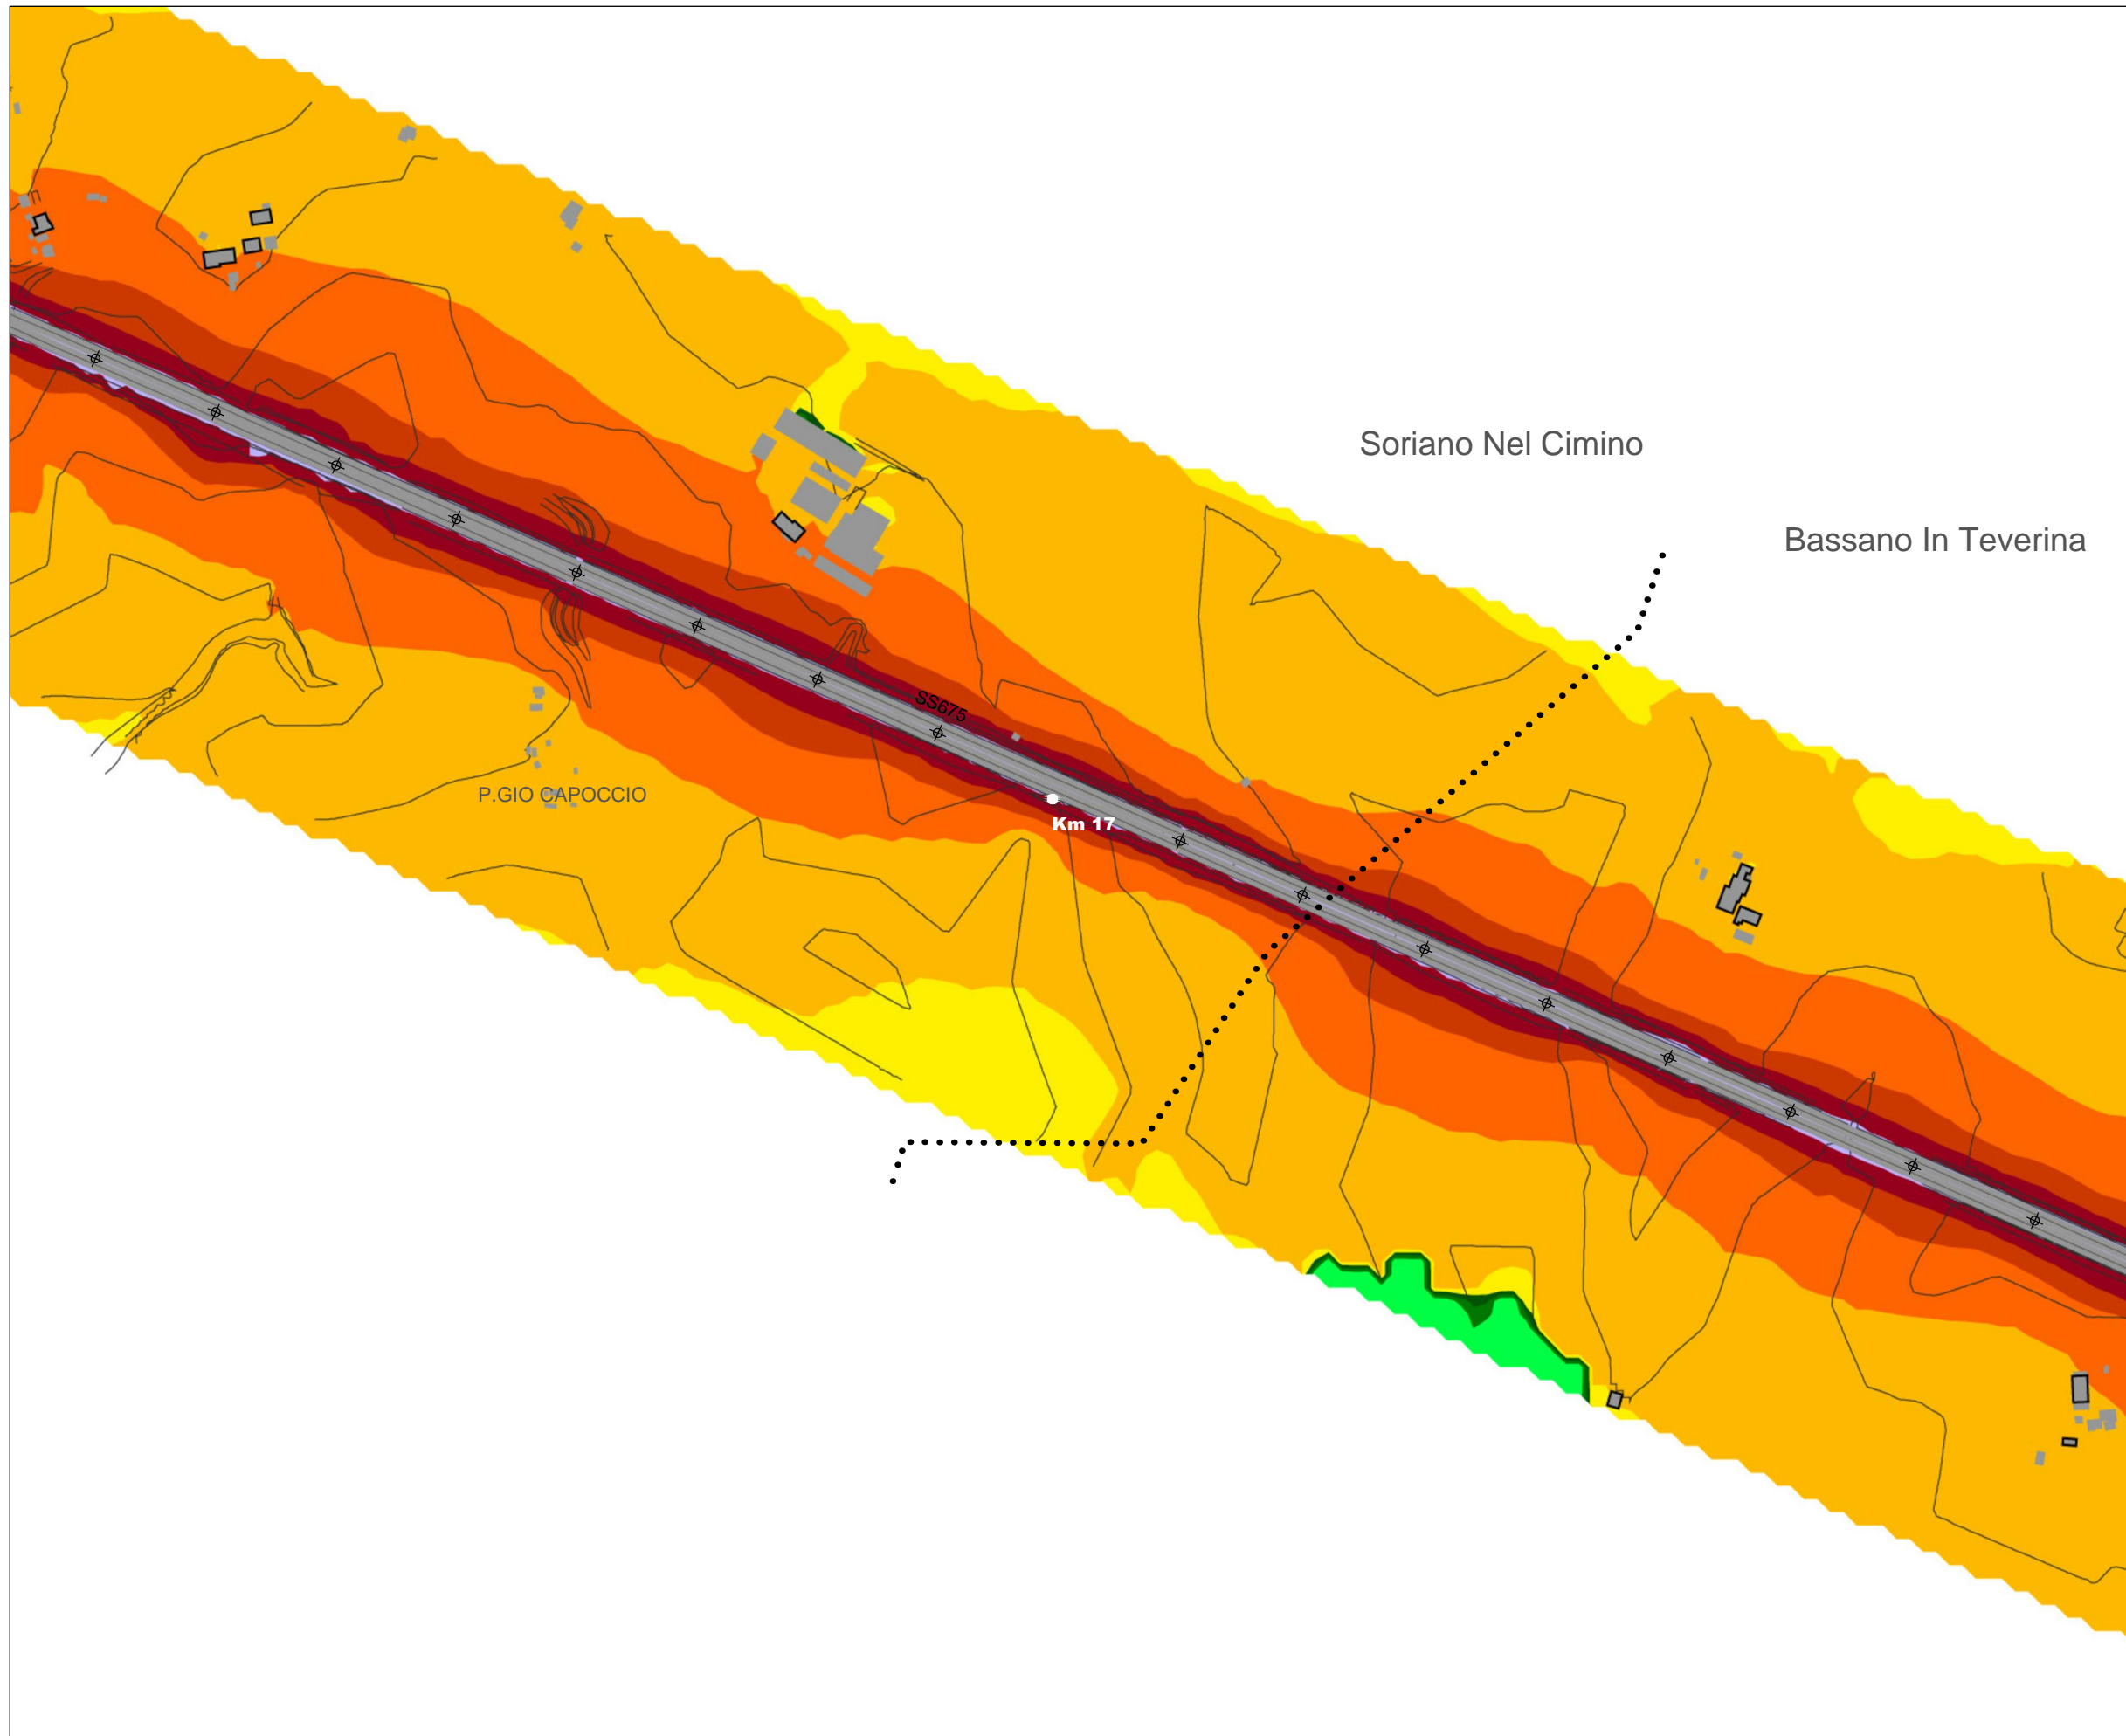 Soriano Nel Cimino
Bassano In Teverina
SS675
P.GIO CAPOCCIO
Km 17